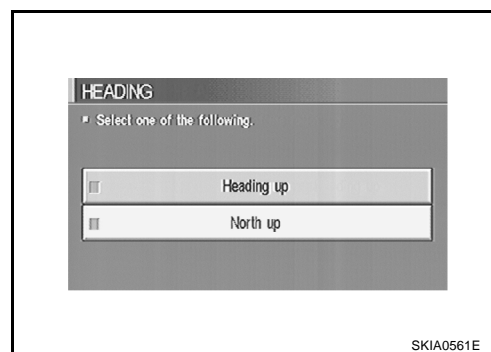 HEADING
Select one of the following.
Heading up
North up
SKIA0561E